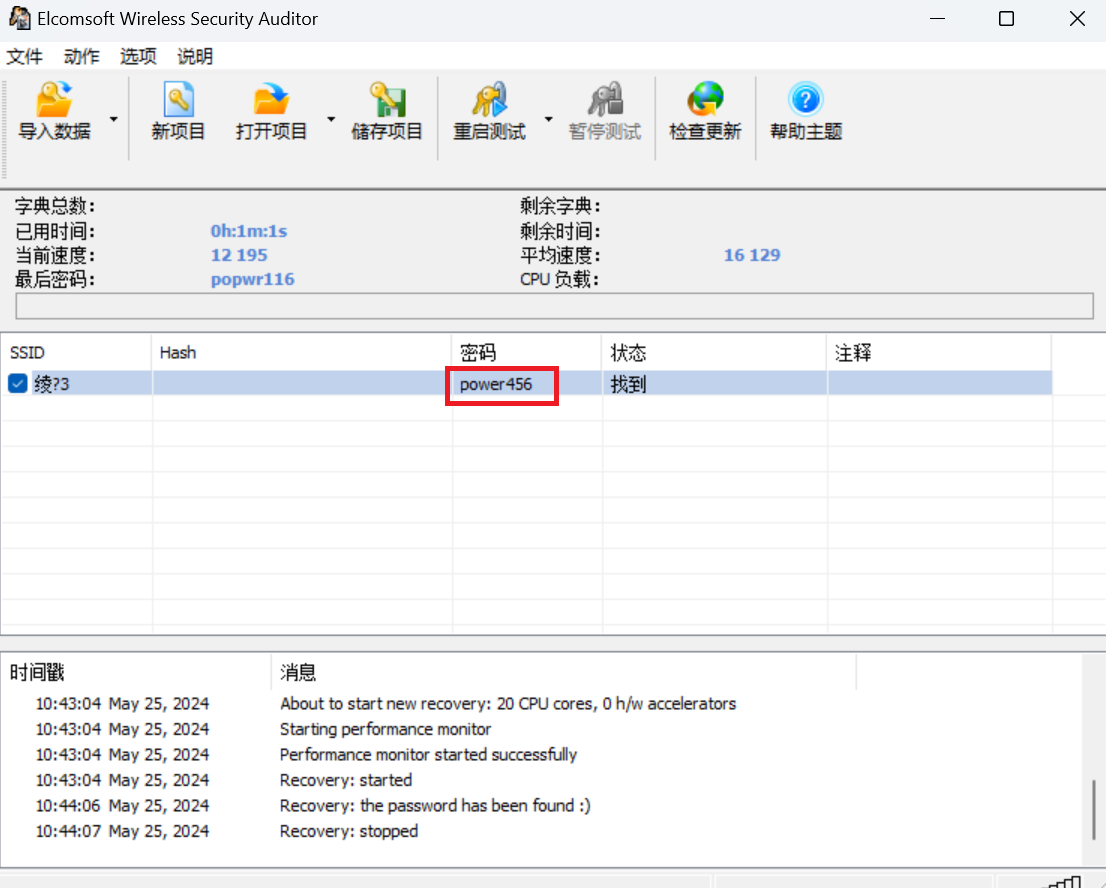 Elcomsoft Wireless Security Auditor
文件 动作 选项 说明
导入数据 新项目 打开项目 储存项目 重启测试 暂停测试 检查更新 帮助主题
字典总数: 剩余字典:
已用时间: 0h:1m:1s 剩余时间:
当前速度: 12 195 平均速度: 16 129
最后密码: popwr116 CPU 负载:
SSID Hash 密码 状态 注释
绫?3 power456 找到
时间戳 消息
10:43:04 May 25, 2024 About to start new recovery: 20 CPU cores, 0 h/w accelerators
10:43:04 May 25, 2024 Starting performance monitor
10:43:04 May 25, 2024 Performance monitor started successfully
10:43:04 May 25, 2024 Recovery: started
10:44:06 May 25, 2024 Recovery: the password has been found :)
10:44:07 May 25, 2024 Recovery: stopped